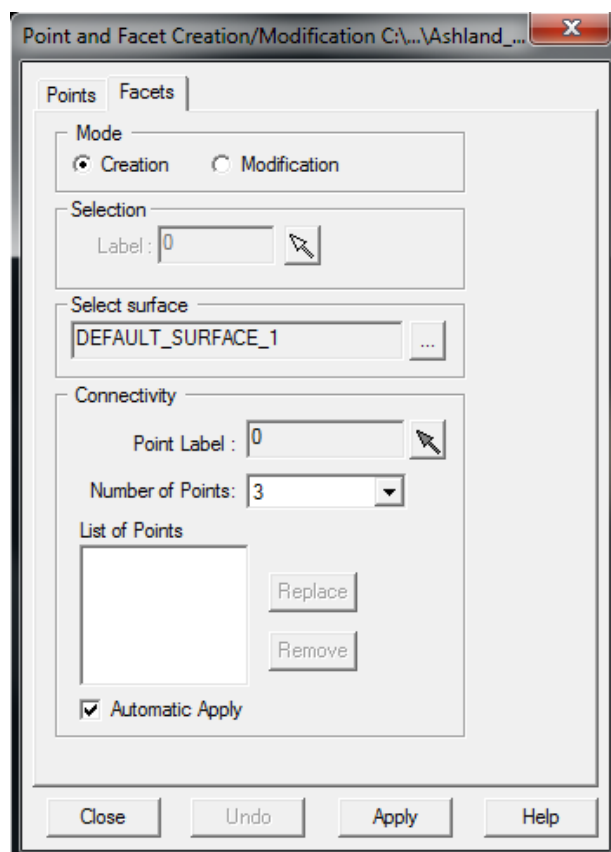 Point and Facet Creation/Modification C:\...\Ashland_...
X
Points Facets
Mode
Creation Modification
Selection
Label : 0
Select surface
DEFAULT_SURFACE_1 ...
Connectivity
Point Label : 0
Number of Points: 3
List of Points
Replace
Remove
Automatic Apply
Close Undo Apply Help